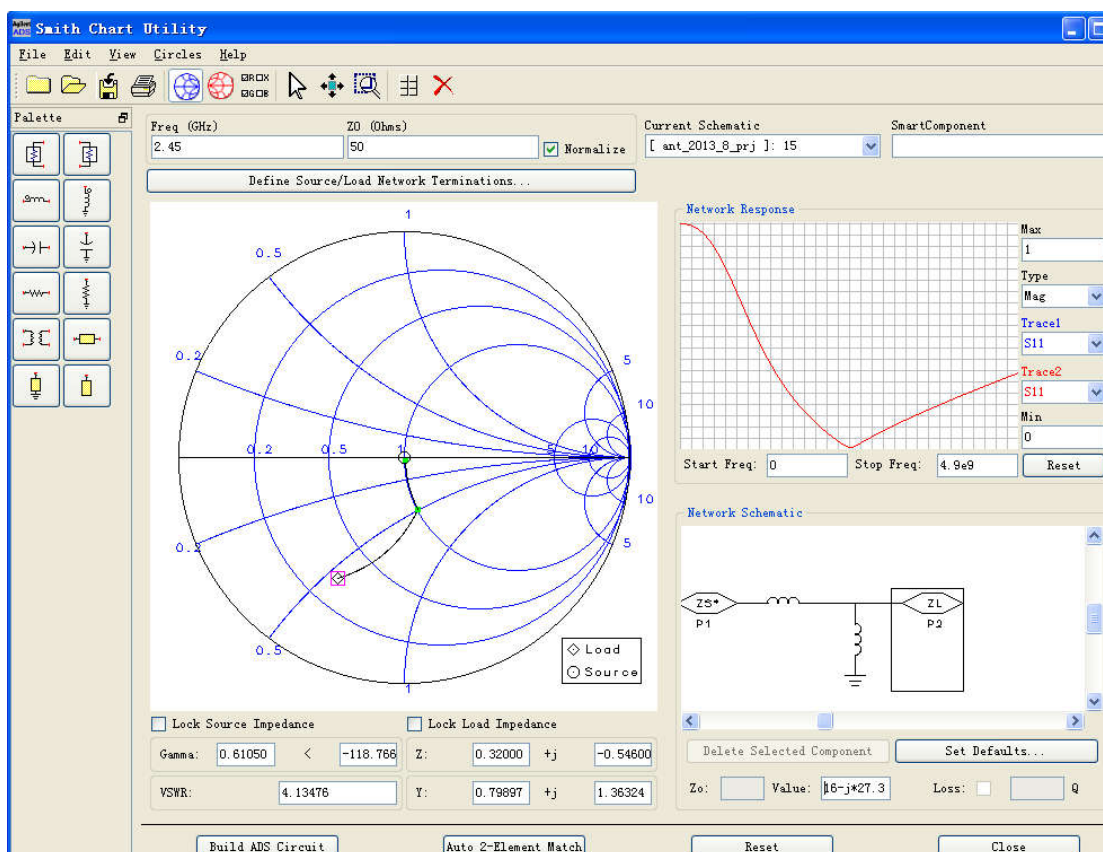 Agilent
ADS
Smith Chart Utility
File Edit View Circles Help
Palette
Freq (GHz)
2.45
Z0 (Ohms)
50
Normalize
Current Schematic
[ ant_2013_8_prj ]: 15
SmartComponent
Define Source/Load Network Terminations...
1
0.5
0.2
0.2 0.5 1 5 10
5
10
10
5
0.2
0.5
1
Load
Source
Network Response
Max
1
Type
Mag
Trace1
S11
Trace2
S11
Min
0
Start Freq: 0 Stop Freq: 4.9e9 Reset
Network Schematic
ZS*
P1
ZL
P2
Lock Source Impedance
Lock Load Impedance
Gamma: 0.61050 < -118.766 Z: 0.32000 +j -0.54600
VSWR: 4.13476 Y: 0.79897 +j 1.36324
Delete Selected Component
Set Defaults...
Zo: Value: 16-j*27.3 Loss: Q
Build ADS Circuit
Auto 2-Element Match
Reset
Close